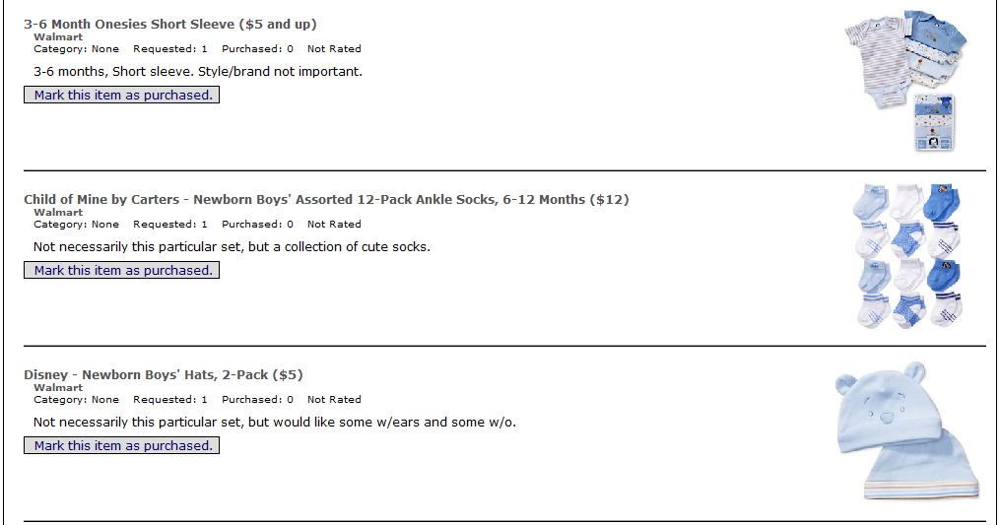 3-6 Month Onesies Short Sleeve ($5 and up)
Walmart
Category: None Requested: 1 Purchased: 0 Not Rated
3-6 months, Short sleeve. Style/brand not important.
Mark this item as purchased.
Child of Mine by Carters - Newborn Boys' Assorted 12-Pack Ankle Socks, 6-12 Months ($12)
Walmart
Category: None Requested: 1 Purchased: 0 Not Rated
Not necessarily this particular set, but a collection of cute socks.
Mark this item as purchased.
Disney - Newborn Boys' Hats, 2-Pack ($5)
Walmart
Category: None Requested: 1 Purchased: 0 Not Rated
Not necessarily this particular set, but would like some w/ears and some w/o.
Mark this item as purchased.